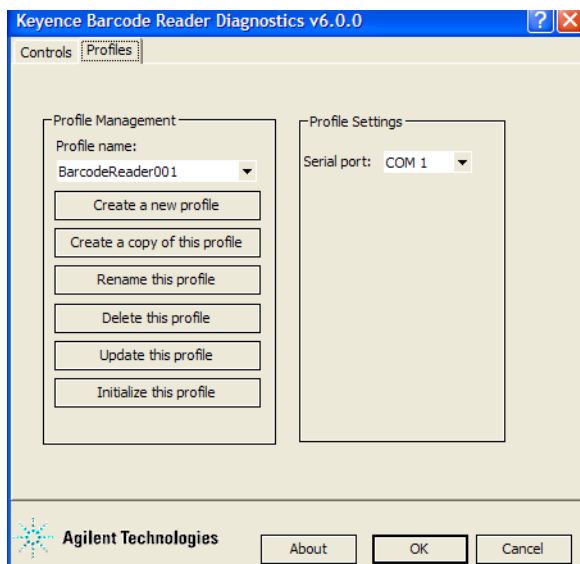 Keyence Barcode Reader Diagnostics v6.0.0
Controls Profiles
Profile Management
Profile name:
BarcodeReader001
Create a new profile
Create a copy of this profile
Rename this profile
Delete this profile
Update this profile
Initialize this profile
Profile Settings
Serial port: COM 1
Agilent Technologies
About OK Cancel